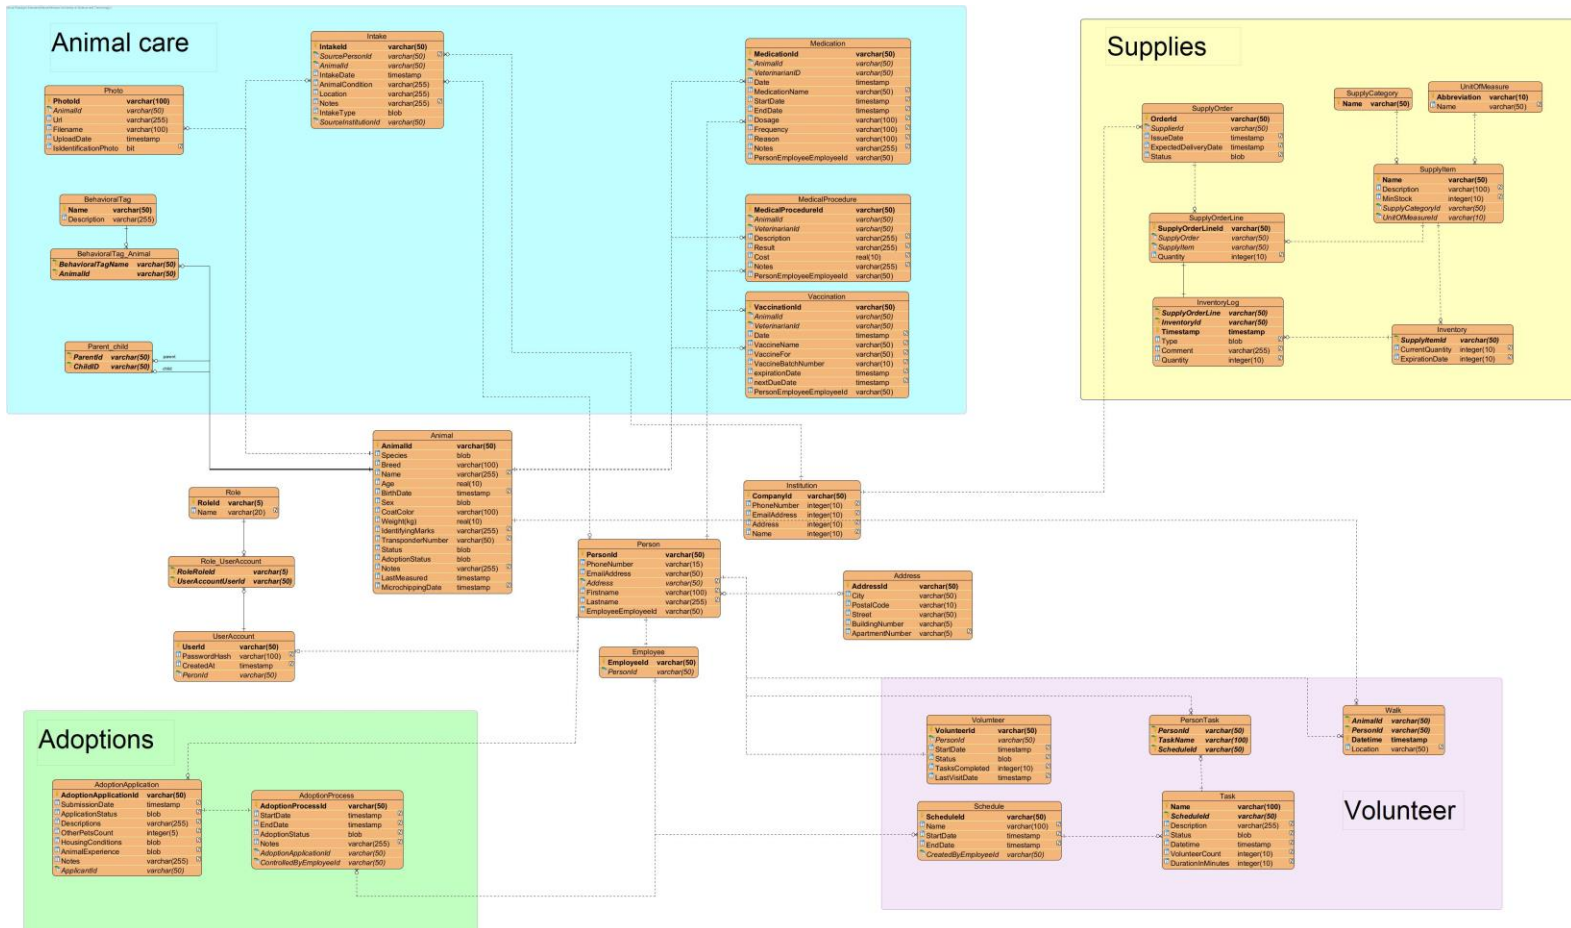 Animal care
Intake
IntakeId varchar(50)
SourcePersonId varchar(50)
AnimalId varchar(50)
IntakeDate timestamp
AnimalCondition varchar(255)
Location varchar(255)
Notes varchar(255)
IntakeType blob
SourceInstitutionId varchar(50)
Photo
PhotoId varchar(100)
AnimalId varchar(50)
Url varchar(255)
Filename varchar(100)
UploadDate timestamp
IsIdentificationPhoto bit
BehavioralTag
Name varchar(50)
Description varchar(255)
BehavioralTag_Animal
BehavioralTagName varchar(50)
AnimalId varchar(50)
Parent_child
ParentId varchar(50)
ChildID varchar(50)
Medication
MedicationId varchar(50)
AnimalId varchar(50)
VeterinarianID varchar(50)
Date timestamp
MedicationName varchar(50)
StartDate timestamp
EndDate timestamp
Dosage varchar(100)
Frequency varchar(100)
Reason varchar(100)
Notes varchar(255)
PersonEmployeeEmployeeId varchar(50)
MedicalProcedure
MedicalProcedureId varchar(50)
AnimalId varchar(50)
VeterinarianId varchar(50)
Description varchar(255)
Result varchar(255)
Cost real(10)
Notes varchar(255)
PersonEmployeeEmployeeId varchar(50)
Vaccination
VaccinationId varchar(50)
AnimalId varchar(50)
VeterinarianId varchar(50)
Date timestamp
VaccineName varchar(50)
VaccineFor varchar(50)
VaccineBatchNumber varchar(10)
expirationDate timestamp
nextDueDate timestamp
PersonEmployeeEmployeeId varchar(50)
Supplies
SupplyOrder
OrderId varchar(50)
SupplierId varchar(50)
IssueDate timestamp
ExpectedDeliveryDate timestamp
Status blob
SupplyCategory
Name varchar(50)
UnitOfMeasure
Abbreviation varchar(10)
Name varchar(50)
SupplyItem
Name varchar(50)
Description varchar(100)
MinStock integer(10)
SupplyCategoryId varchar(50)
UnitOfMeasureId varchar(10)
SupplyOrderLine
SupplyOrderLineId varchar(50)
SupplyOrder varchar(50)
SupplyItem varchar(50)
Quantity integer(10)
InventoryLog
SupplyOrderLine varchar(50)
InventoryId varchar(50)
Timestamp timestamp
Type blob
Comment varchar(255)
Quantity integer(10)
Inventory
SupplyItemId varchar(50)
CurrentQuantity integer(10)
ExpirationDate integer(10)
Animal
AnimalId varchar(50)
Species blob
Breed varchar(100)
Name varchar(255)
Age real(10)
BirthDate timestamp
Sex blob
CoatColor varchar(100)
Weight(kg) real(10)
IdentifyingMarks varchar(255)
TransponderNumber varchar(50)
Status blob
AdoptionStatus blob
Notes varchar(255)
LastMeasured timestamp
MicrochippingDate timestamp
Role
RoleId varchar(5)
Name varchar(20)
Role_UserAccount
RoleRoleId varchar(5)
UserAccountUserId varchar(50)
UserAccount
UserId varchar(50)
PasswordHash varchar(100)
CreatedAt timestamp
PeronId varchar(50)
Institution
CompanyId varchar(50)
PhoneNumber integer(10)
EmailAddress integer(10)
Address integer(10)
Name integer(10)
Person
PersonId varchar(50)
PhoneNumber varchar(15)
EmailAddress varchar(50)
Address varchar(50)
Firstname varchar(100)
Lastname varchar(255)
EmployeeEmployeeId varchar(50)
Address
AddressId varchar(50)
City varchar(50)
PostalCode varchar(10)
Street varchar(50)
BuildingNumber varchar(5)
ApartmentNumber varchar(5)
Employee
EmployeeId varchar(50)
PersonId varchar(50)
Adoptions
AdoptionApplication
AdoptionApplicationId varchar(50)
SubmissionDate timestamp
ApplicationStatus blob
Descriptions varchar(255)
OtherPetsCount integer(5)
HousingConditions blob
AnimalExperience blob
Notes varchar(255)
ApplicantId varchar(50)
AdoptionProcess
AdoptionProcessId varchar(50)
StartDate timestamp
EndDate timestamp
AdoptionStatus blob
Notes varchar(255)
AdoptionApplicationId varchar(50)
ControlledByEmployeeId varchar(50)
Volunteer
VolunteerId varchar(50)
PersonId varchar(50)
StartDate timestamp
Status blob
TasksCompleted integer(10)
LastVisitDate timestamp
PersonTask
PersonId varchar(50)
TaskName varchar(100)
ScheduleId varchar(50)
Walk
AnimalId varchar(50)
PersonId varchar(50)
Datetime timestamp
Location varchar(50)
Schedule
ScheduleId varchar(50)
Name varchar(100)
StartDate timestamp
EndDate timestamp
CreatedByEmployeeId varchar(50)
Task
Name varchar(100)
ScheduleId varchar(50)
Description varchar(255)
Status blob
Datetime timestamp
VolunteerCount integer(10)
DurationInMinutes integer(10)
Volunteer